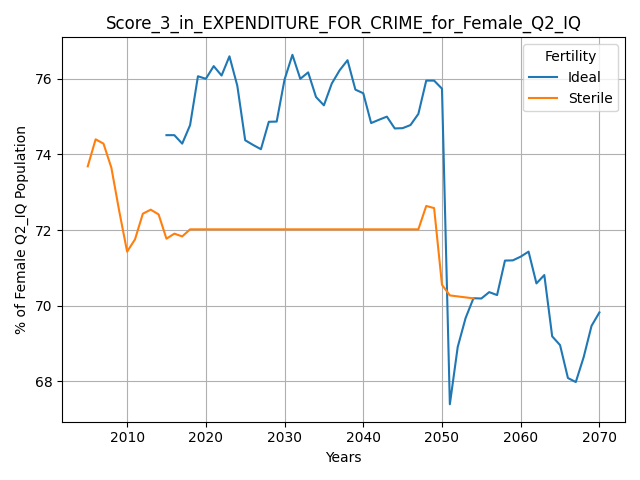 Score_3_in_EXPENDITURE_FOR_CRIME_for_Female_Q2_IQ
Fertility
Ideal
Sterile
% of Female Q2_IQ Population
76
74
72
70
68
2010 2020 2030 2040 2050 2060 2070
Years